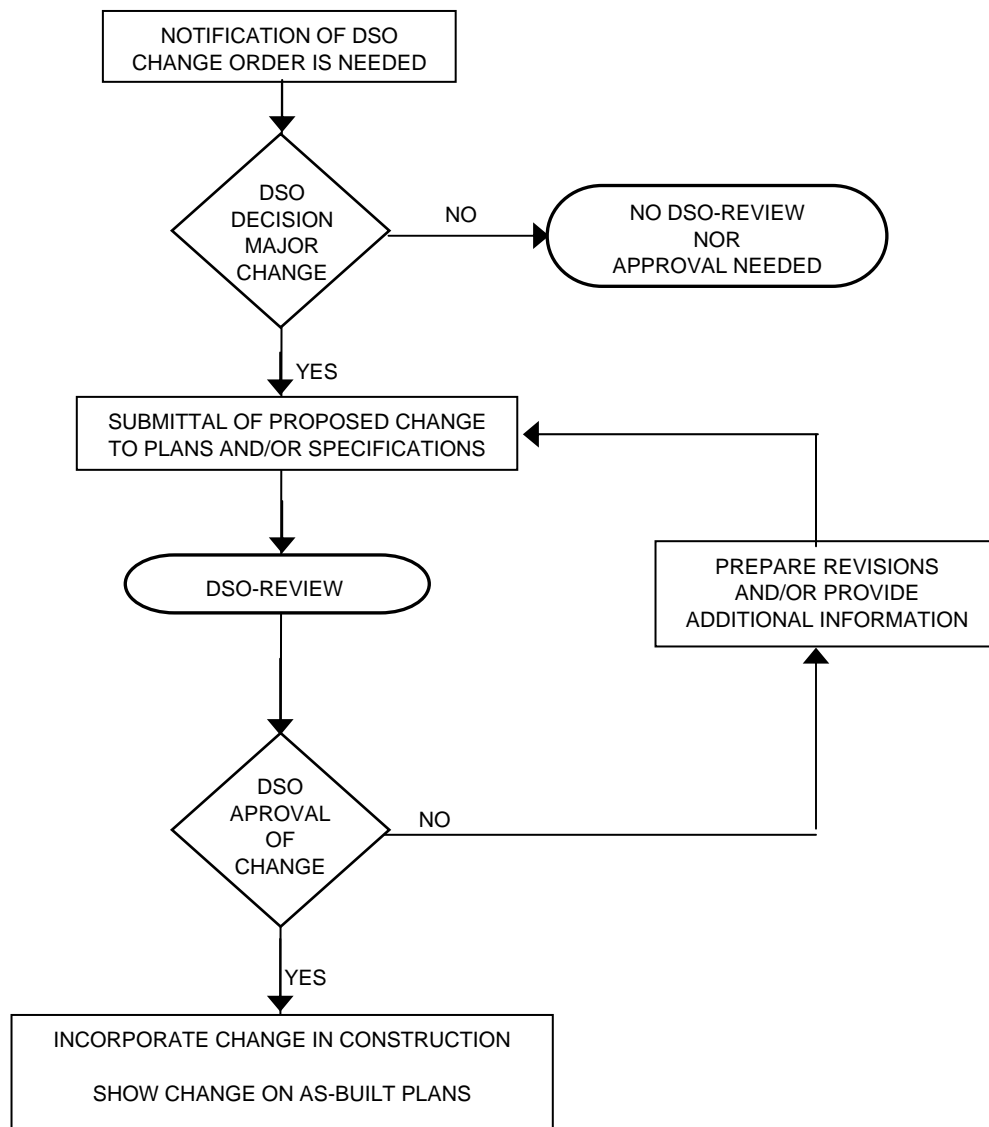 NOTIFICATION OF DSO
CHANGE ORDER IS NEEDED
DSO
DECISION
MAJOR
CHANGE
NO
NO DSO-REVIEW
NOR
APPROVAL NEEDED
YES
SUBMITTAL OF PROPOSED CHANGE
TO PLANS AND/OR SPECIFICATIONS
DSO-REVIEW
PREPARE REVISIONS
AND/OR PROVIDE
ADDITIONAL INFORMATION
DSO
APROVAL
OF
CHANGE
NO
YES
INCORPORATE CHANGE IN CONSTRUCTION
SHOW CHANGE ON AS-BUILT PLANS